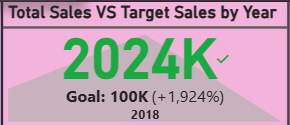 Total Sales VS Target Sales by Year
2024K
Goal: 100K (+1,924%)
2018